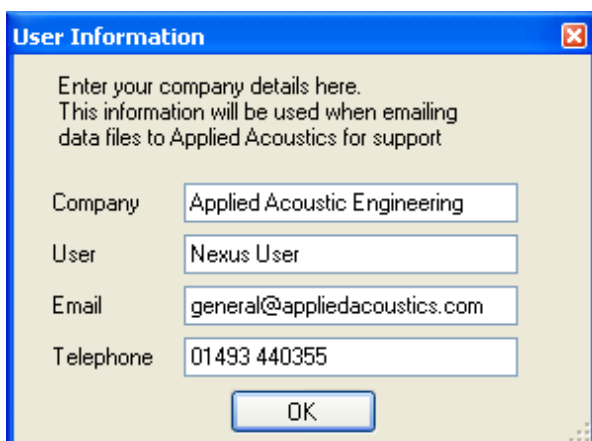 User Information
Enter your company details here.
This information will be used when emailing
data files to Applied Acoustics for support
Company Applied Acoustic Engineering
User Nexus User
Email general@appliedacoustics.com
Telephone 01493 440355
OK